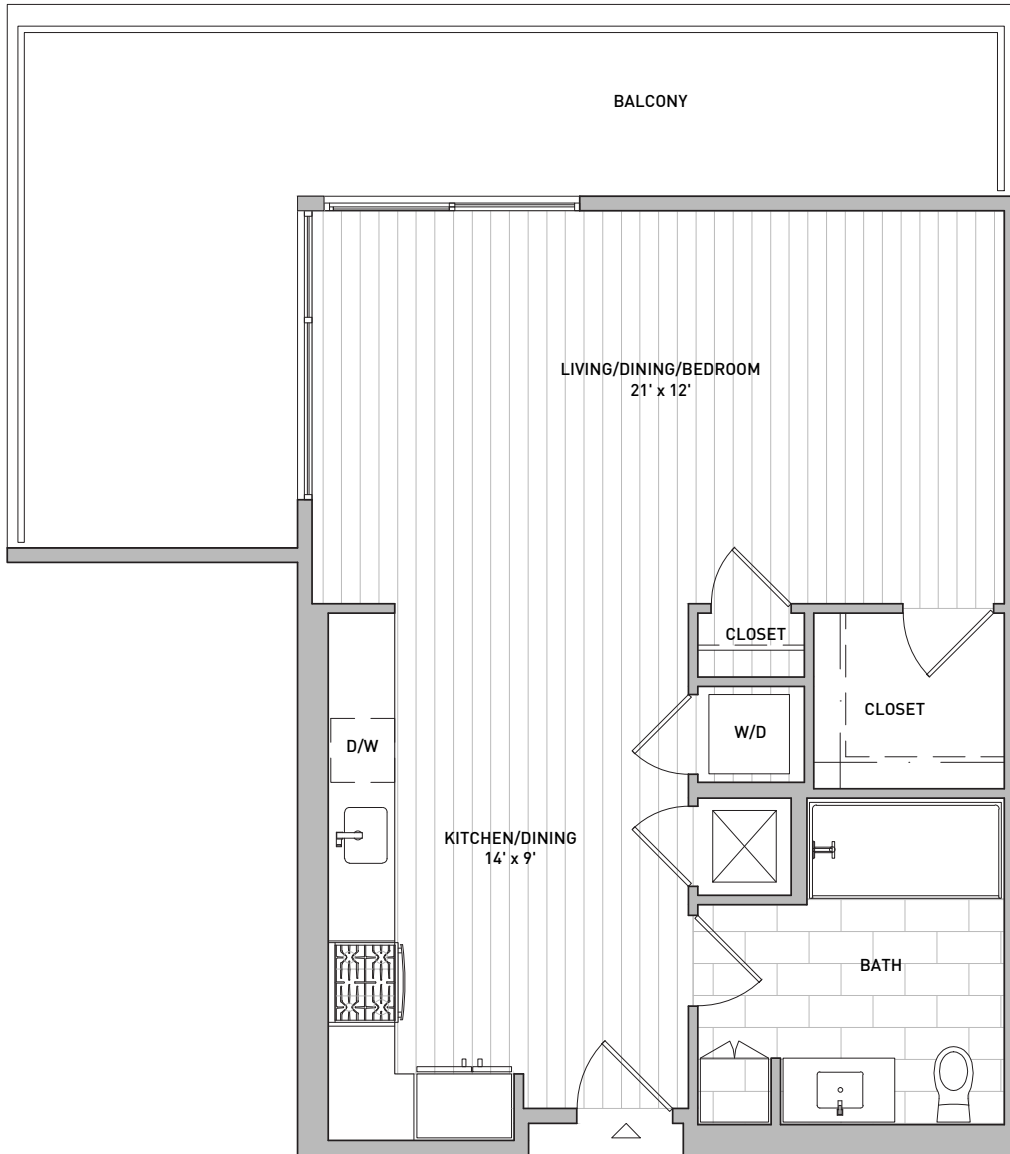 BALCONY
LIVING/DINING/BEDROOM
21' x 12'
CLOSET
CLOSET
W/D
D/W
KITCHEN/DINING
14' x 9'
BATH